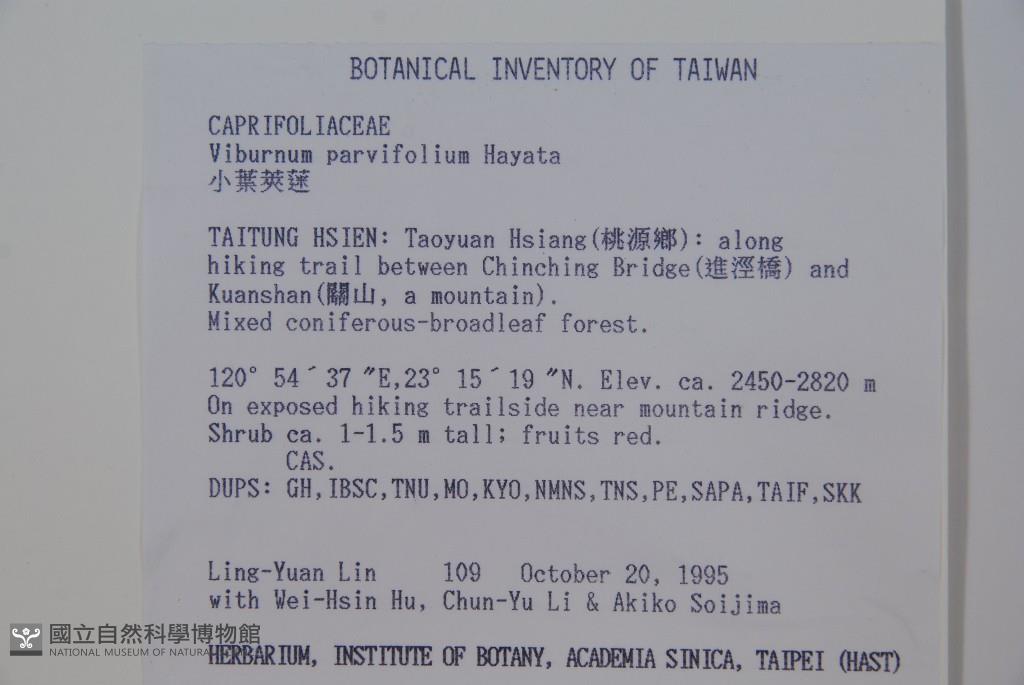 BOTANICAL INVENTORY OF TAIWAN
CAPRIFOLIACEAE
Viburnum parvifolium Hayata
小葉莢蒾
TAITUNG HSIEN: Taoyuan Hsiang(桃源鄉): along
hiking trail between Chinching Bridge(進涇橋) and
Kuanshan(關山, a mountain).
Mixed coniferous-broadleaf forest.
120° 54´37 ″E,23° 15´19 ″N. Elev. ca. 2450-2820 m
On exposed hiking trailside near mountain ridge.
Shrub ca. 1-1.5 m tall; fruits red.
CAS.
DUPS: GH,IBSC,TNU,MO,KYO,NMNS,TNS,PE,SAPA,TAIF,SKK
Ling-Yuan Lin 109 October 20, 1995
with Wei-Hsin Hu, Chun-Yu Li & Akiko Soijima
國立自然科學博物館
NATIONAL MUSEUM OF NATURA
HERBARIUM, INSTITUTE OF BOTANY, ACADEMIA SINICA, TAIPEI (HAST)